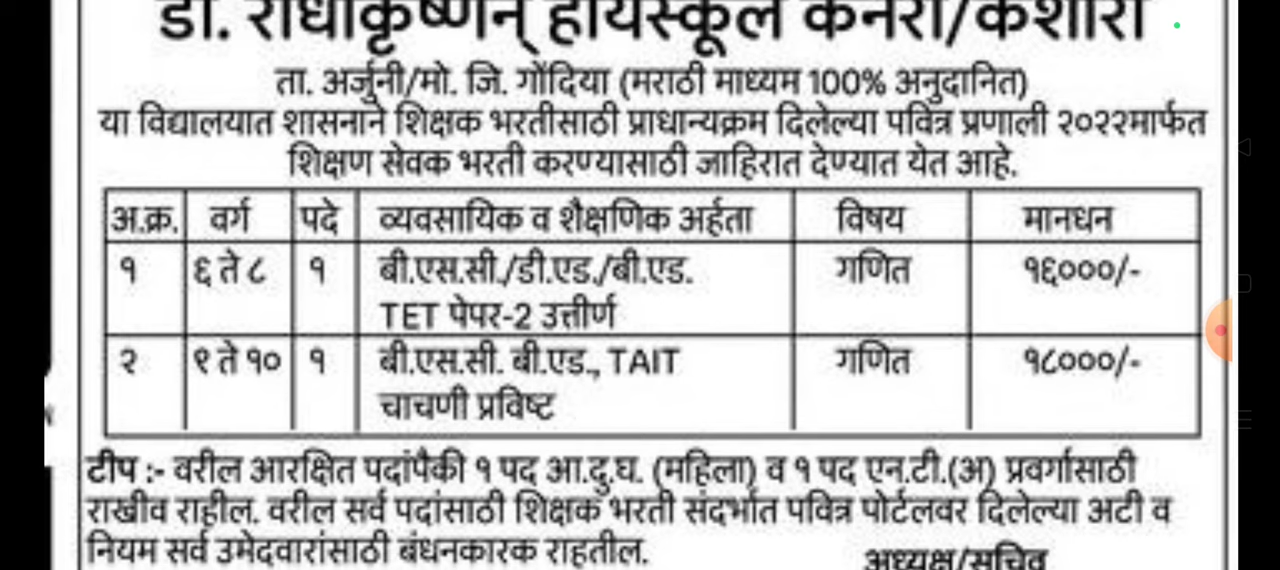 डॉ. राधाकृष्णन् हायस्कूल कनेरी/केशोरी
ता. अर्जुनी/मो. जि. गोंदिया (मराठी माध्यम 100% अनुदानित)
या विद्यालयात शासनाने शिक्षक भरतीसाठी प्राधान्यक्रम दिलेल्या पवित्र प्रणाली २०२२मार्फत
शिक्षण सेवक भरती करण्यासाठी जाहिरात देण्यात येत आहे.
अ.क्र. वर्ग पदे व्यवसायिक व शैक्षणिक अर्हता विषय मानधन
१ ६ ते ८ १ बी.एस.सी./डी.एड./बी.एड. गणित १६०००/-
TET पेपर-2 उत्तीर्ण
२ ९ ते १० १ बी.एस.सी. बी.एड., TAIT गणित १८०००/-
चाचणी प्रविष्ट
टीप :- वरील आरक्षित पदांपैकी १ पद आ.दु.घ. (महिला) व १ पद एन.टी.(अ) प्रवर्गासाठी
राखीव राहील. वरील सर्व पदांसाठी शिक्षक भरती संदर्भात पवित्र पोर्टलवर दिलेल्या अटी व
नियम सर्व उमेदवारांसाठी बंधनकारक राहतील.
अध्यक्ष/सचिव